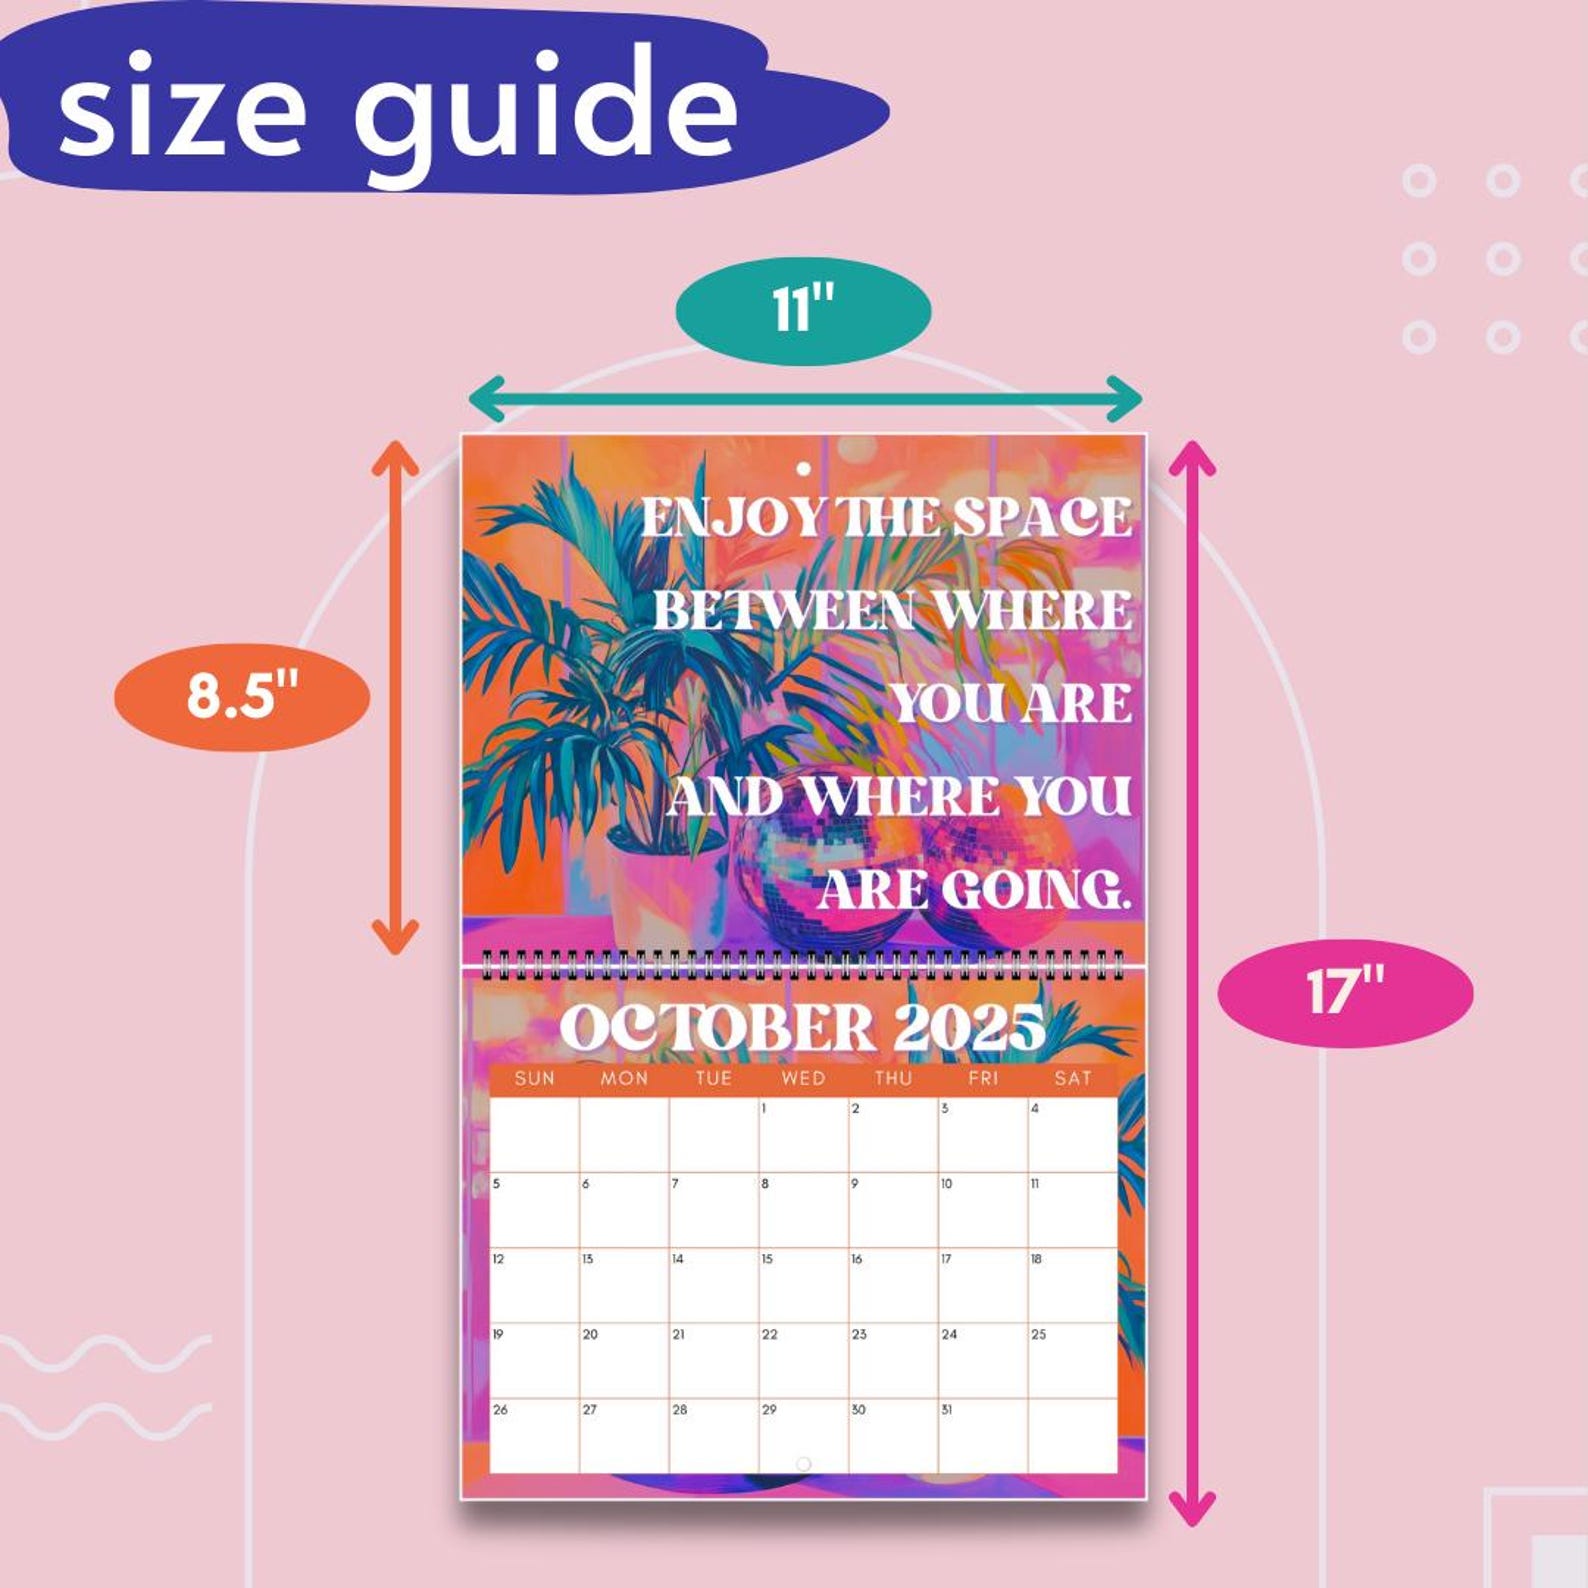 size guide
11"
8.5"
17"
ENJOY THE SPACE
BETWEEN WHERE
YOU ARE
AND WHERE YOU
ARE GOING.
OCTOBER 2025
SUN MON TUE WED THU FRI SAT
1 2 3 4
5 6 7 8 9 10 11
12 13 14 15 16 17 18
19 20 21 22 23 24 25
26 27 28 29 30 31